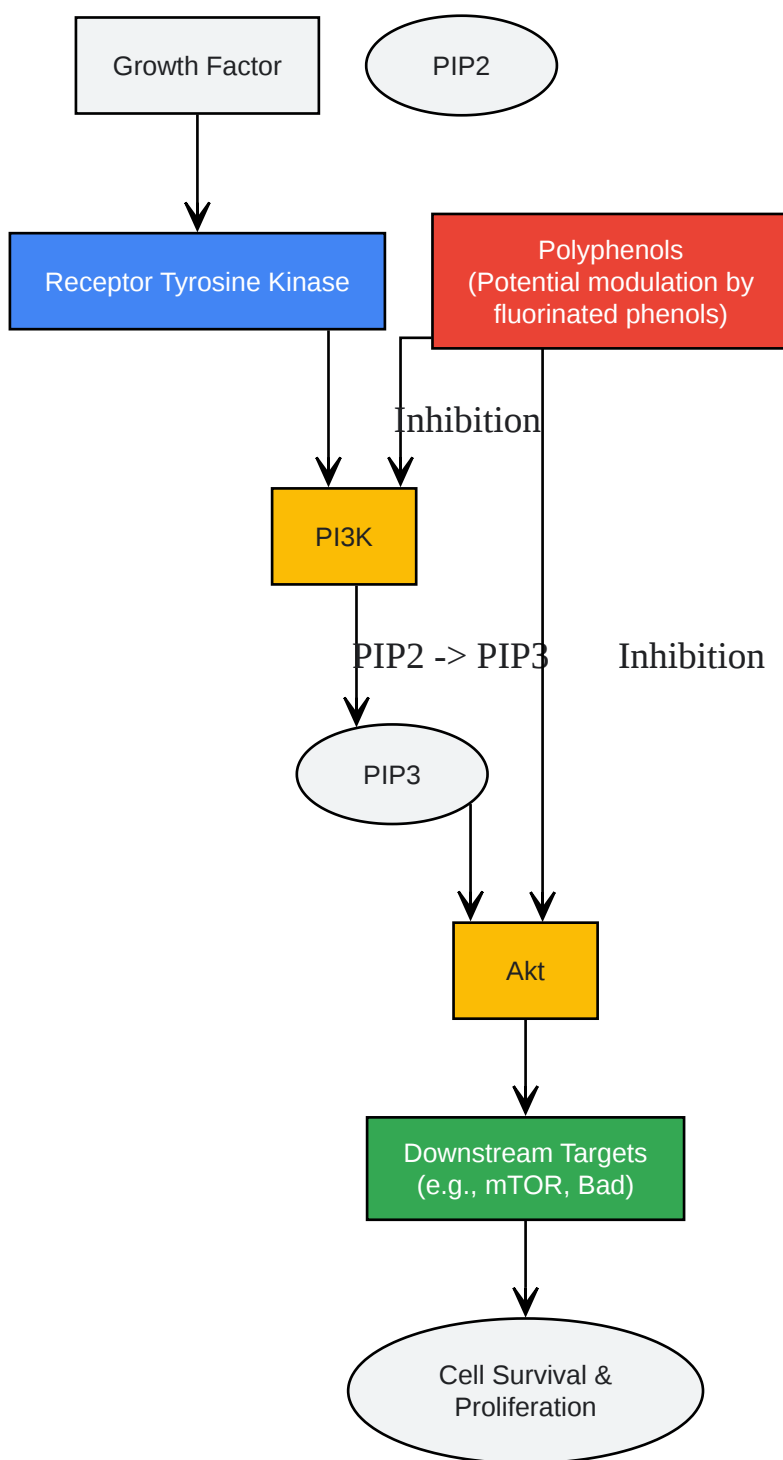 Growth Factor
PIP2
Receptor Tyrosine Kinase
Polyphenols
(Potential modulation by
fluorinated phenols)
Inhibition
PI3K
PIP2 -> PIP3
Inhibition
PIP3
Akt
Downstream Targets
(e.g., mTOR, Bad)
Cell Survival &
Proliferation